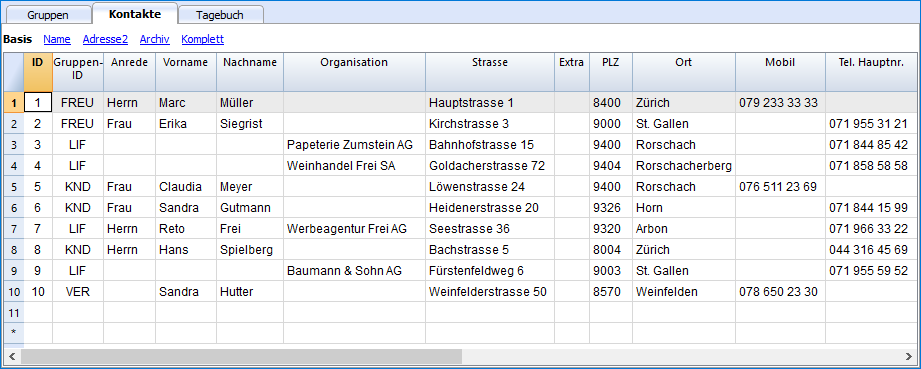 Gruppen Kontakte Tagebuch
Basis Name Adresse2 Archiv Komplett
ID Gruppen-ID Anrede Vorname Nachname Organisation Strasse Extra PLZ Ort Mobil Tel. Hauptnr.
1 1 FREU Herrn Marc Müller Hauptstrasse 1 8400 Zürich 079 233 33 33
2 2 FREU Frau Erika Siegrist Kirchstrasse 3 9000 St. Gallen 071 955 31 21
3 3 LIF Papeterie Zumstein AG Bahnhofstrasse 15 9400 Rorschach 071 844 85 42
4 4 LIF Weinhandel Frei SA Goldacherstrasse 72 9404 Rorschacherberg 071 858 58 58
5 5 KND Frau Claudia Meyer Löwenstrasse 24 9400 Rorschach 076 511 23 69
6 6 KND Frau Sandra Gutmann Heidenerstrasse 20 9326 Horn 071 844 15 99
7 7 LIF Herrn Reto Frei Werbeagentur Frei AG Seestrasse 36 9320 Arbon 071 966 33 22
8 8 KND Herrn Hans Spielberg Bachstrasse 5 8004 Zürich 044 316 45 69
9 9 LIF Baumann & Sohn AG Fürstenfeldweg 6 9003 St. Gallen 071 955 59 52
10 10 VER Sandra Hutter Weinfelderstrasse 50 8570 Weinfelden 078 650 23 30
11
*